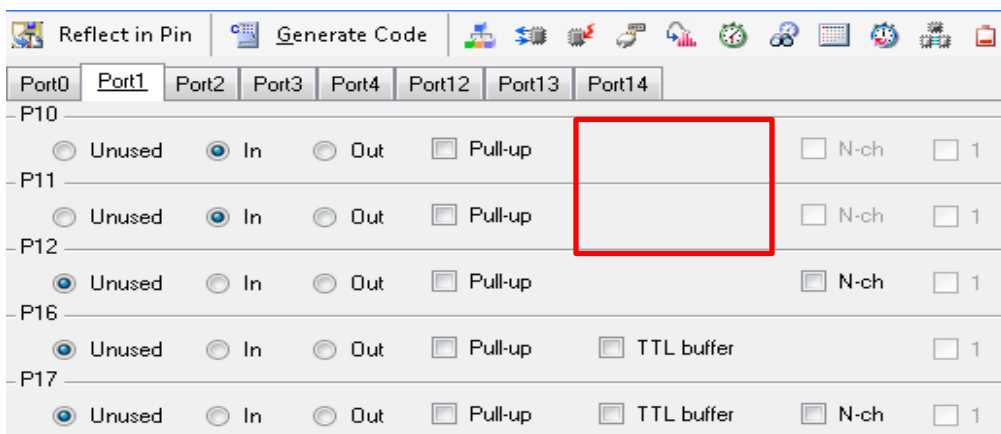 Reflect in Pin Generate Code
Port0 Port1 Port2 Port3 Port4 Port12 Port13 Port14
P10
Unused In Out Pull-up N-ch 1
P11
Unused In Out Pull-up N-ch 1
P12
Unused In Out Pull-up N-ch 1
P16
Unused In Out Pull-up TTL buffer 1
P17
Unused In Out Pull-up TTL buffer N-ch 1